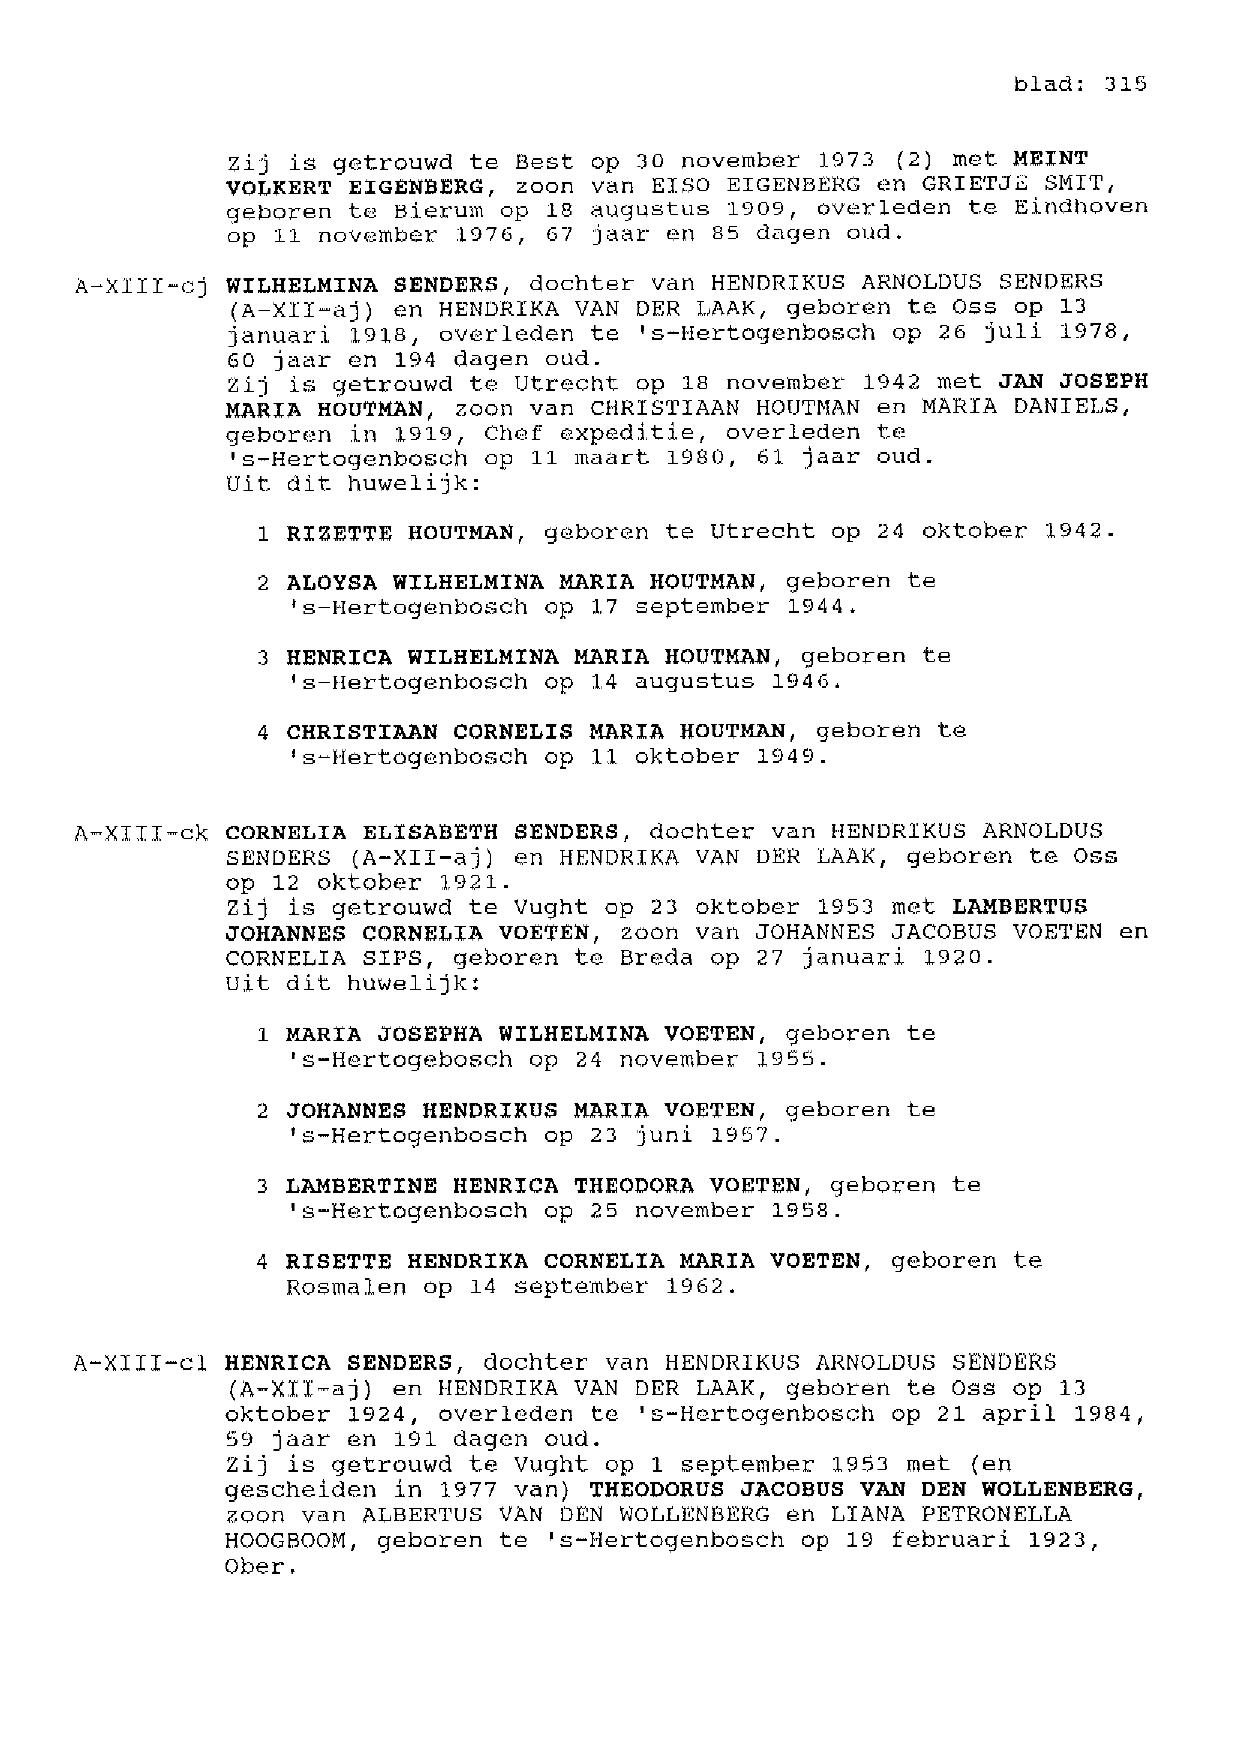 blad: 315
Zij is getrouwd te Best op 30 november 1973 (2) met MEINT
VOLKERT EIGENBERG, zoon van EISO EIGENBERG en GRIETJE SMIT,
geboren te Bierum op 18 augustus 1909, overleden te Eindhoven
op 11 november 1976, 67 jaar en 85 dagen oud.
A-XIII-cj WILHELMINA SENDERS, dochter van HENDRIKUS ARNOLDUS SENDERS
(A-XII-aj) en HENDRIKA VAN DER LAAK, geboren te Oss op 13
januari 1918, overleden te 's-Hertogenbosch op 26 juli 1978,
60 jaar en 194 dagen oud.
Zij is getrouwd te Utrecht op 18 november 1942 met JAN JOSEPH
MARIA HOUTMAN, zoon van CHRISTIAAN HOUTMAN en MARIA DANIELS,
geboren in 1919, Chef expeditie, overleden te
's-Hertogenbosch op 11 maart 1980, 61 jaar oud.
Uit dit huwelijk:
1 RIZETTE HOUTMAN, geboren te Utrecht op 24 oktober 1942.
2 ALOYSA WILHELMINA MARIA HOUTMAN, geboren te
's-Hertogenbosch op 17 september 1944.
3 HENRICA WILHELMINA MARIA HOUTMAN, geboren te
's-Hertogenbosch op 14 augustus 1946.
4 CHRISTIAAN CORNELIS MARIA HOUTMAN, geboren te
's-Hertogenbosch op 11 oktober 1949.
A-XIII-ck CORNELIA ELISABETH SENDERS, dochter van HENDRIKUS ARNOLDUS
SENDERS (A-XII-aj) en HENDRIKA VAN DER LAAK, geboren te Oss
op 12 oktober 1921.
Zij is getrouwd te Vught op 23 oktober 1953 met LAMBERTUS
JOHANNES CORNELIA VOETEN, zoon van JOHANNES JACOBUS VOETEN en
CORNELIA SIPS, geboren te Breda op 27 januari 1920.
Uit dit huwelijk:
1 MARIA JOSEPHA WILHELMINA VOETEN, geboren te
's-Hertogebosch op 24 november 1955.
2 JOHANNES HENDRIKUS MARIA VOETEN, geboren te
's-Hertogenbosch op 23 juni 1957.
3 LAMBERTINE HENRICA THEODORA VOETEN, geboren te
's-Hertogenbosch op 25 november 1958.
4 RISETTE HENDRIKA CORNELIA MARIA VOETEN, geboren te
Rosmalen op 14 september 1962.
A-XIII-cl HENRICA SENDERS, dochter van HENDRIKUS ARNOLDUS SENDERS
(A-XII-aj) en HENDRIKA VAN DER LAAK, geboren te Oss op 13
oktober 1924, overleden te 's-Hertogenbosch op 21 april 1984,
59 jaar en 191 dagen oud.
Zij is getrouwd te Vught op 1 september 1953 met (en
gescheiden in 1977 van) THEODORUS JACOBUS VAN DEN WOLLENBERG,
zoon van ALBERTUS VAN DEN WOLLENBERG en LIANA PETRONELLA
HOOGBOOM, geboren te 's-Hertogenbosch op 19 februari 1923,
Ober.